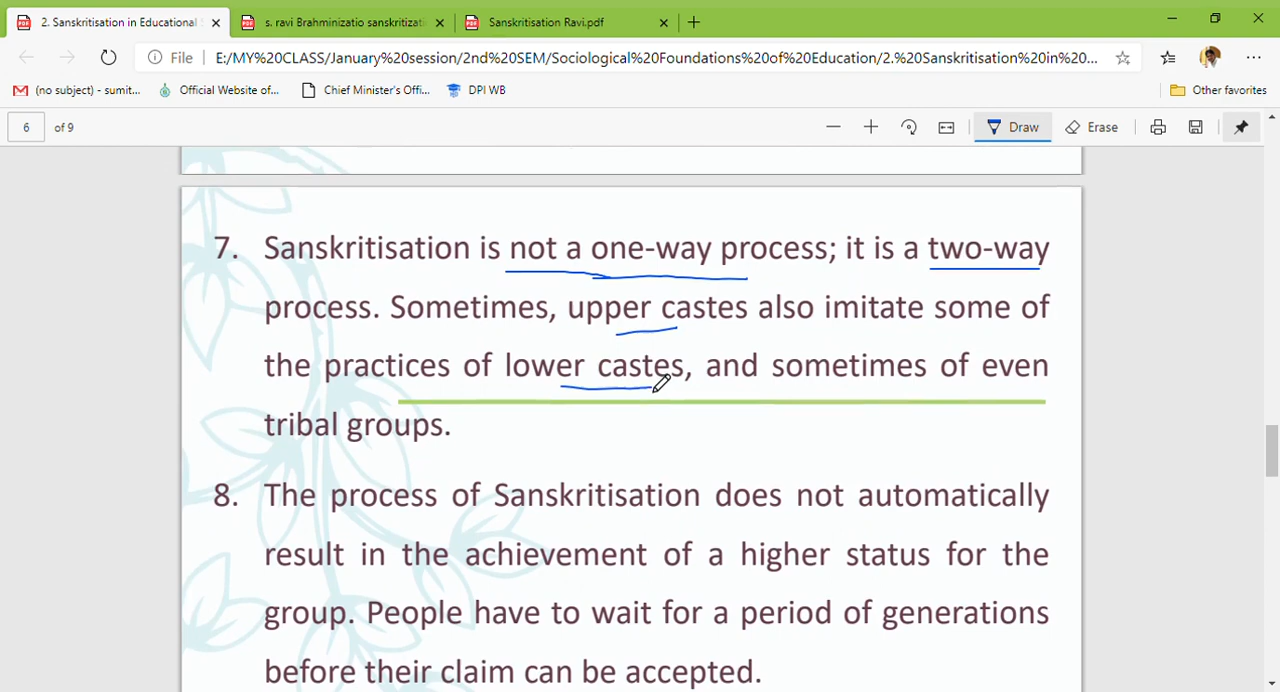 2. Sanskritisation in Educational S
s. ravi Brahminizatio sanskritizati
Sanskritisation Ravi.pdf
File
E:/MY%20CLASS/January%20session/2nd%20SEM/Sociological%20Foundations%20of%20Education/2.%20Sanskritisation%20in%20...
(no subject) - sumit...
Official Website of...
Chief Minister's Offi...
DPI WB
Other favorites
6 of 9
Draw
Erase
7. Sanskritisation is not a one-way process; it is a two-way
process. Sometimes, upper castes also imitate some of
the practices of lower castes, and sometimes of even
tribal groups.
8. The process of Sanskritisation does not automatically
result in the achievement of a higher status for the
group. People have to wait for a period of generations
before their claim can be accepted.